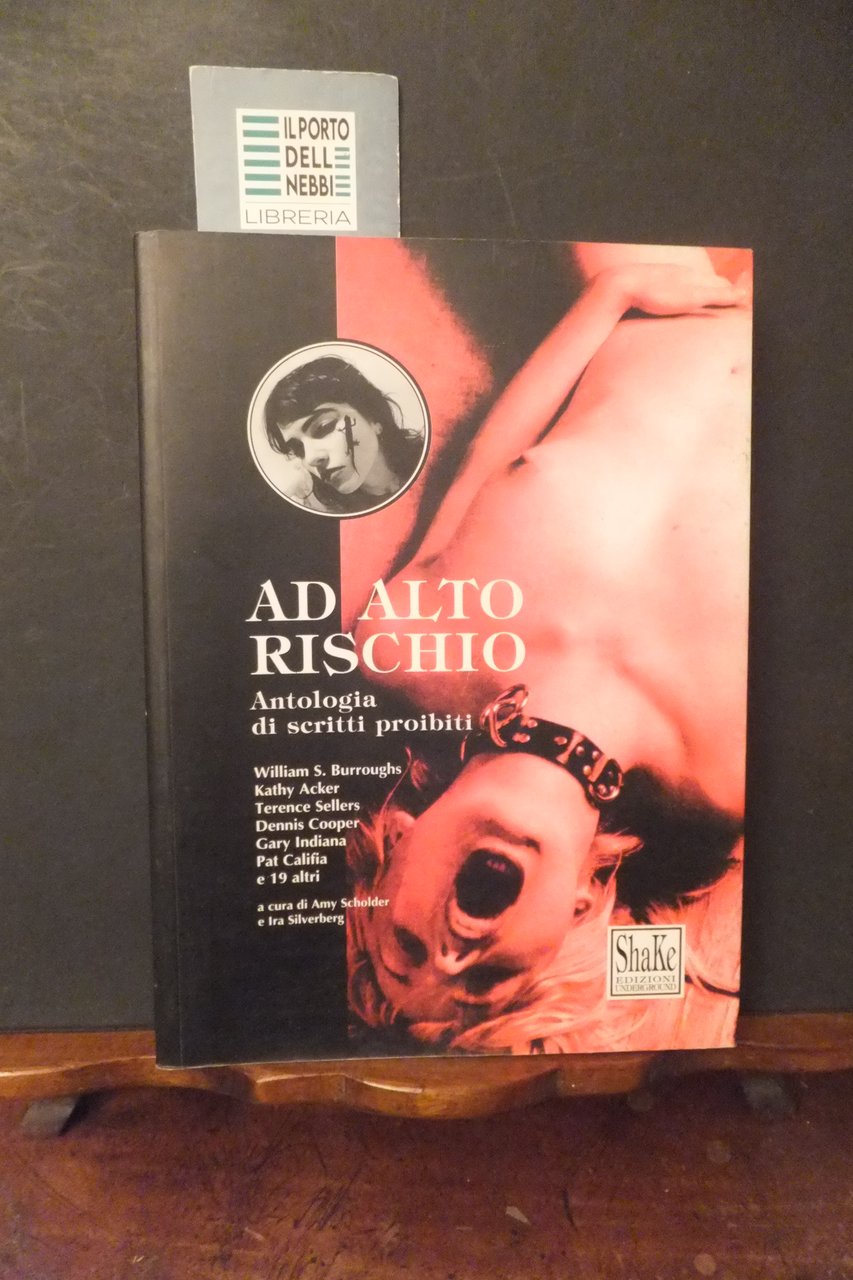 IL PORTO
DELL
NEBBI
LIBRERIA
AD ALTO
RISCHIO
Antologia
di scritti proibiti
William S. Burroughs
Kathy Acker
Terence Sellers
Dennis Cooper
Gary Indiana
Pat Califia
e 19 altri
a cura di Amy Scholder
e Ira Silverberg
ShaKe
EDIZIONI
UNDERGROUND